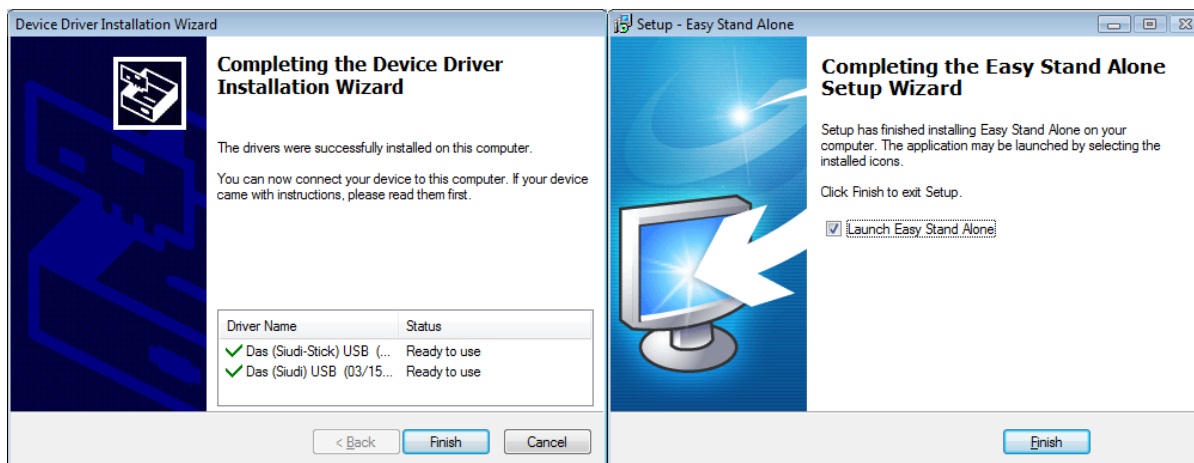 Device Driver Installation Wizard
Completing the Device Driver
Installation Wizard
The drivers were successfully installed on this computer.
You can now connect your device to this computer. If your device
came with instructions, please read them first.
Driver Name Status
Das (Siudi-Stick) USB (... Ready to use
Das (Siudi) USB (03/15... Ready to use
< Back Finish Cancel
Setup - Easy Stand Alone
Completing the Easy Stand Alone
Setup Wizard
Setup has finished installing Easy Stand Alone on your
computer. The application may be launched by selecting the
installed icons.
Click Finish to exit Setup.
Launch Easy Stand Alone
Finish